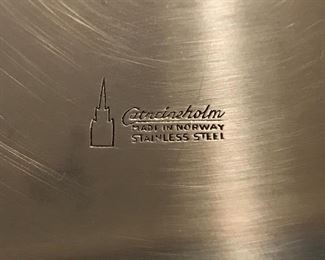 Cathrineholm
MADE IN NORWAY
STAINLESS STEEL